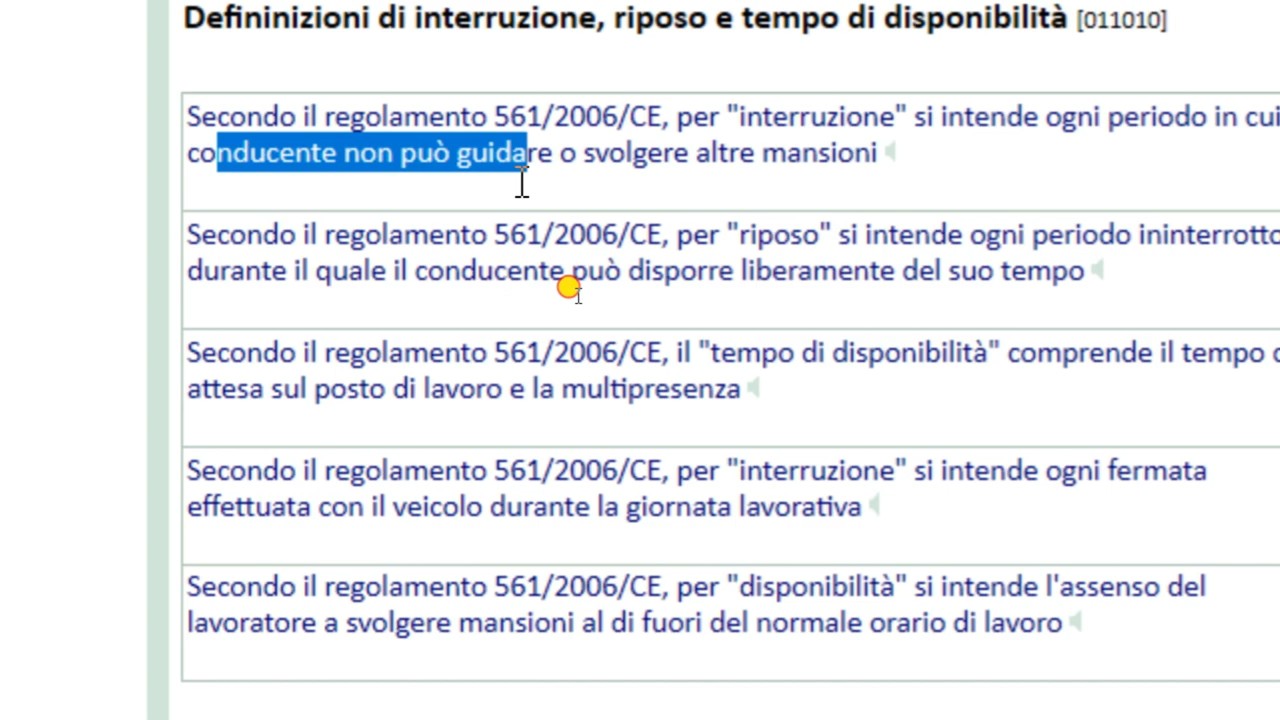 Defininizioni di interruzione, riposo e tempo di disponibilità [011010]
Secondo il regolamento 561/2006/CE, per "interruzione" si intende ogni periodo in cui
conducente non può guidare o svolgere altre mansioni
Secondo il regolamento 561/2006/CE, per "riposo" si intende ogni periodo ininterrotto
durante il quale il conducente può disporre liberamente del suo tempo
Secondo il regolamento 561/2006/CE, il "tempo di disponibilità" comprende il tempo
attesa sul posto di lavoro e la multipresenza
Secondo il regolamento 561/2006/CE, per "interruzione" si intende ogni fermata
effettuata con il veicolo durante la giornata lavorativa
Secondo il regolamento 561/2006/CE, per "disponibilità" si intende l'assenso del
lavoratore a svolgere mansioni al di fuori del normale orario di lavoro